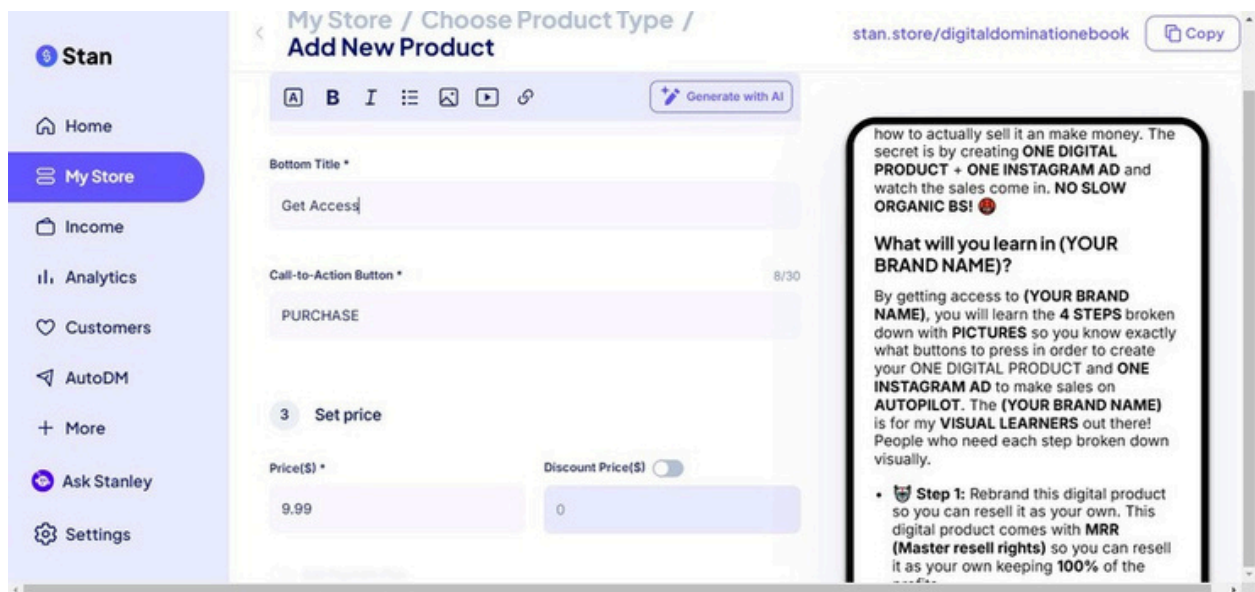 Stan
Home
My Store
Income
Analytics
Customers
AutoDM
More
Ask Stanley
Settings
My Store / Choose Product Type /
Add New Product
stan.store/digitaldominationebook
Copy
A B I
Generate with AI
Bottom Title *
Get Access
Call-to-Action Button *
8/30
PURCHASE
3 Set price
Price($) *
Discount Price($)
9.99
0
how to actually sell it an make money. The
secret is by creating ONE DIGITAL
PRODUCT + ONE INSTAGRAM AD and
watch the sales come in. NO SLOW
ORGANIC BS! 🤬
What will you learn in (YOUR
BRAND NAME)?
By getting access to (YOUR BRAND
NAME), you will learn the 4 STEPS broken
down with PICTURES so you know exactly
what buttons to press in order to create
your ONE DIGITAL PRODUCT and ONE
INSTAGRAM AD to make sales on
AUTOPILOT. The (YOUR BRAND NAME)
is for my VISUAL LEARNERS out there!
People who need each step broken down
visually.
• Step 1: Rebrand this digital product
so you can resell it as your own. This
digital product comes with MRR
(Master resell rights) so you can resell
it as your own keeping 100% of the